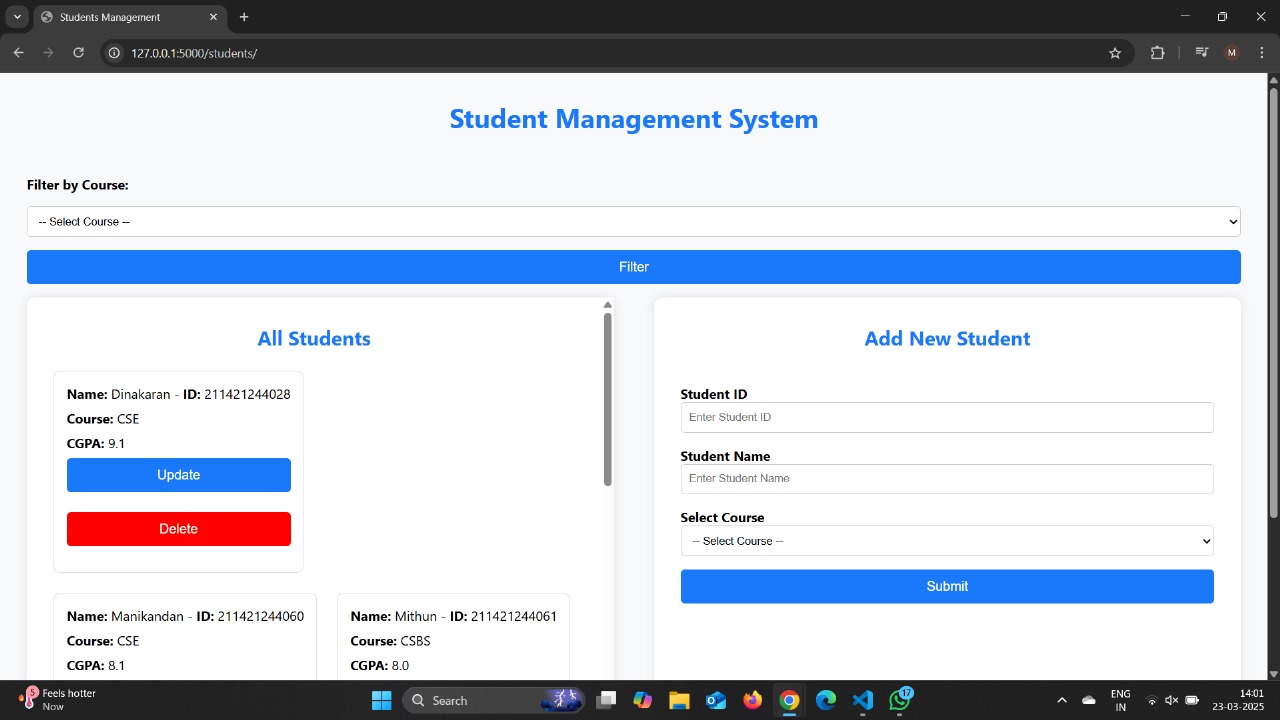 Students Management
127.0.0.1:5000/students/
M
Student Management System
Filter by Course:
-- Select Course --
Filter
All Students
Name: Dinakaran - ID: 211421244028
Course: CSE
CGPA: 9.1
Update
Delete
Name: Manikandan - ID: 211421244060
Course: CSE
CGPA: 8.1
Name: Mithun - ID: 211421244061
Course: CSBS
CGPA: 8.0
Add New Student
Student ID
Enter Student ID
Student Name
Enter Student Name
Select Course
-- Select Course --
Submit
5
Feels hotter
Now
Search
17
ENG
IN
14:01
23-03-2025